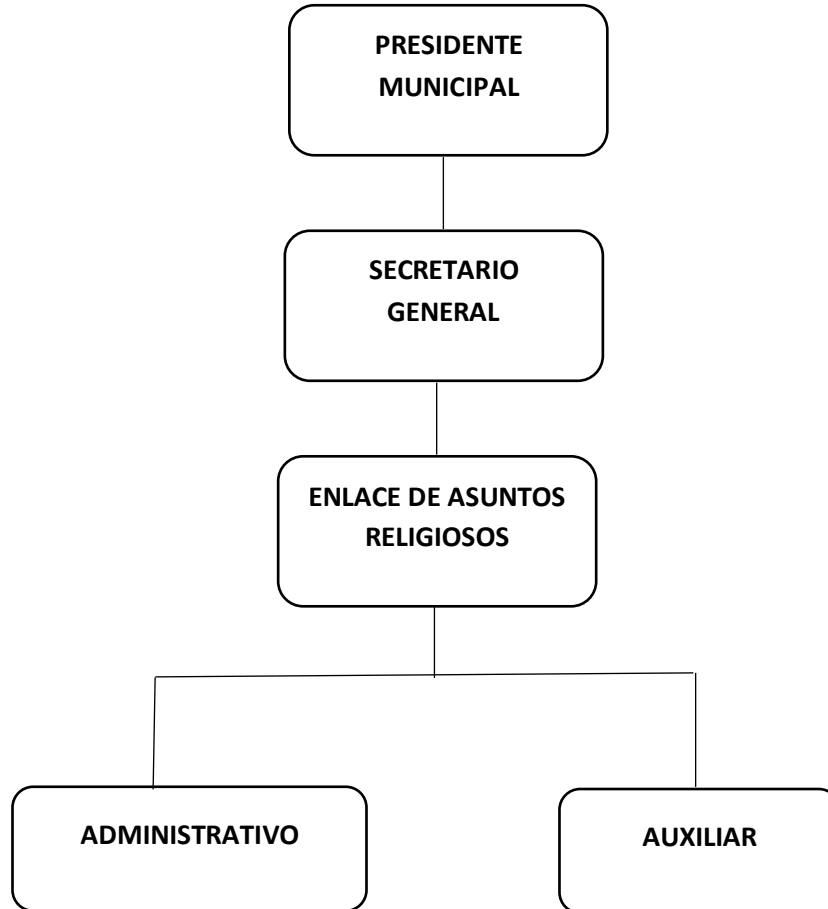 PRESIDENTE
MUNICIPAL
SECRETARIO
GENERAL
ENLACE DE ASUNTOS
RELIGIOSOS
ADMINISTRATIVO
AUXILIAR